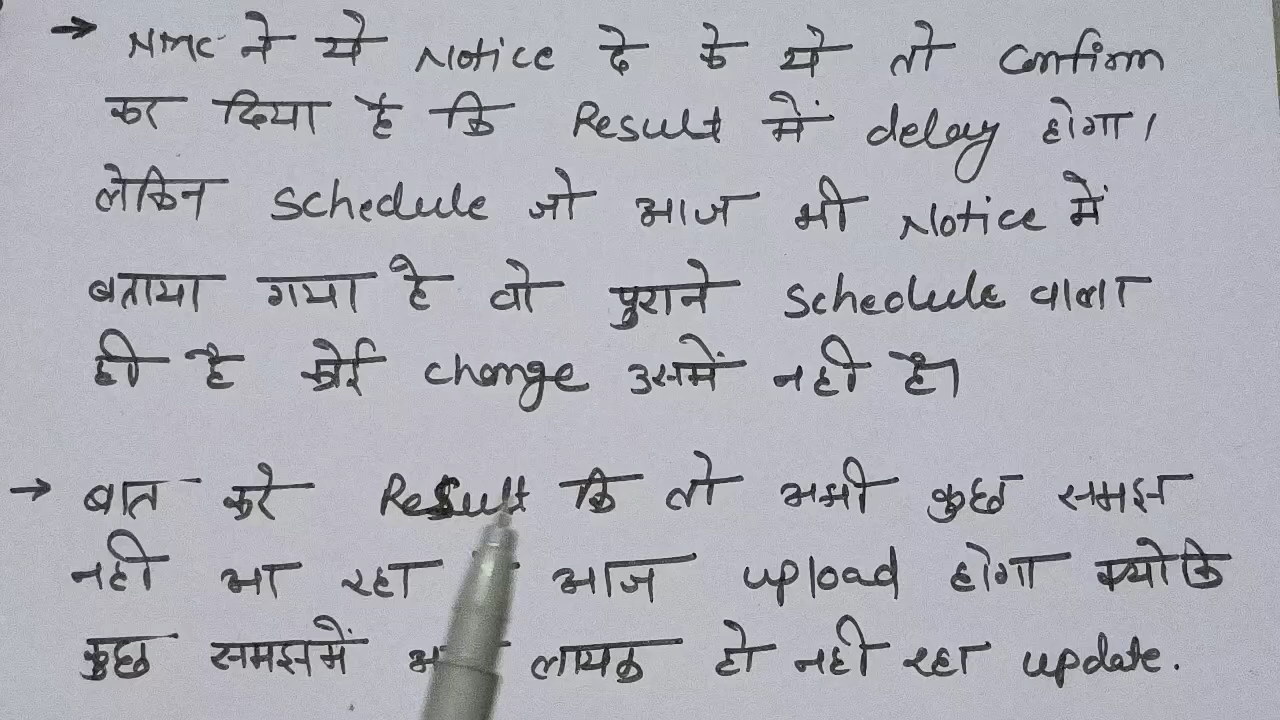 → NMC ने ये Notice दे के ये तो Confirm
कर दिया है कि Result में delay होगा।
लेकिन Schedule जो आज भी Notice में
बताया गया है वो पुराने Schedule वाला
ही है कोई change उसमें नही है।
→ बात करे Result कि तो अभी कुछ समझ
नही आ रहा आज upload होगा क्योकि
कुछ समझमें लायक हो नही रहा update.